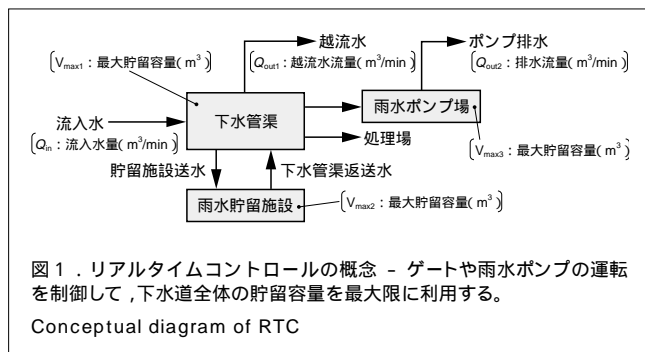 越流水
ポンプ排水
〔Vmax1：最大貯留容量( m³ )〕
〔Qout1：越流水流量( m³/min )〕
〔Qout2：排水流量( m³/min )〕
流入水
下水管渠
雨水ポンプ場
〔Qin：流入水量( m³/min )〕
処理場
〔Vmax3：最大貯留容量( m³ )〕
貯留施設送水
下水管渠返送水
雨水貯留施設
〔Vmax2：最大貯留容量( m³ )〕
図1．リアルタイムコントロールの概念 － ゲートや雨水ポンプの運転
を制御して,下水道全体の貯留容量を最大限に利用する。
Conceptual diagram of RTC